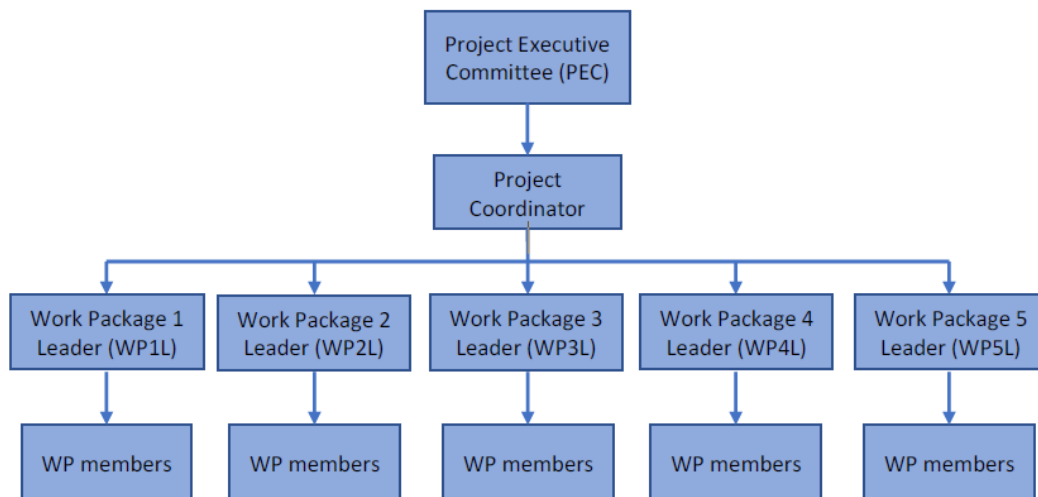 Project Executive
Committee (PEC)
Project
Coordinator
Work Package 1
Leader (WP1L)
Work Package 2
Leader (WP2L)
Work Package 3
Leader (WP3L)
Work Package 4
Leader (WP4L)
Work Package 5
Leader (WP5L)
WP members
WP members
WP members
WP members
WP members